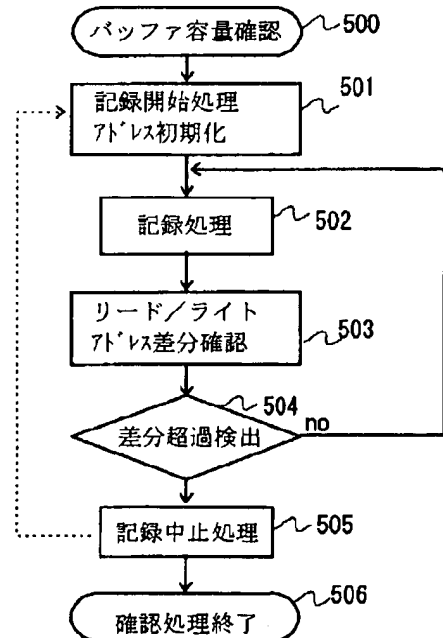 バッファ容量確認
500
記録開始処理
アドレス初期化
501
記録処理
502
リード／ライト
アドレス差分確認
503
504
差分超過検出
no
記録中止処理
505
506
確認処理終了